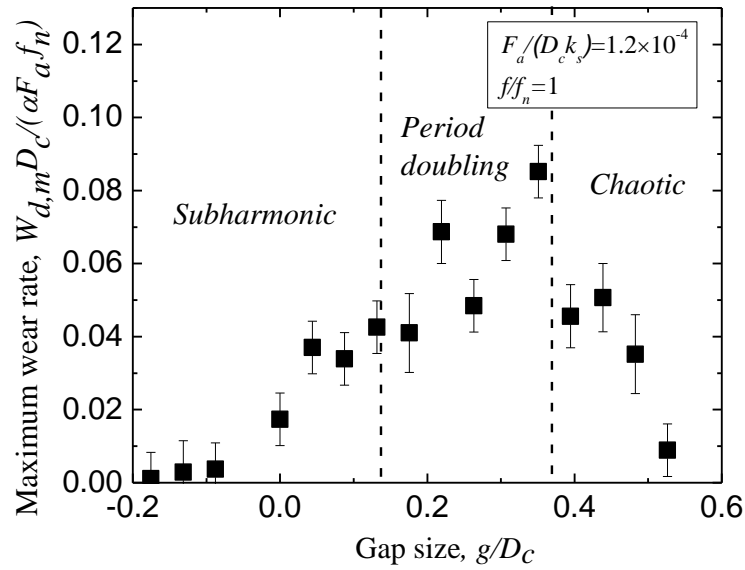 0.12
0.10
0.08
0.06
0.04
0.02
0.00
-0.2
0.0
0.2
0.4
0.6
Maximum wear rate, W_{d,m}D_c/(αF_a f_n)
Gap size, g/D_C
F_a/(D_c k_s)=1.2×10^{-4}
f/f_n=1
Period
doubling
Subharmonic
Chaotic